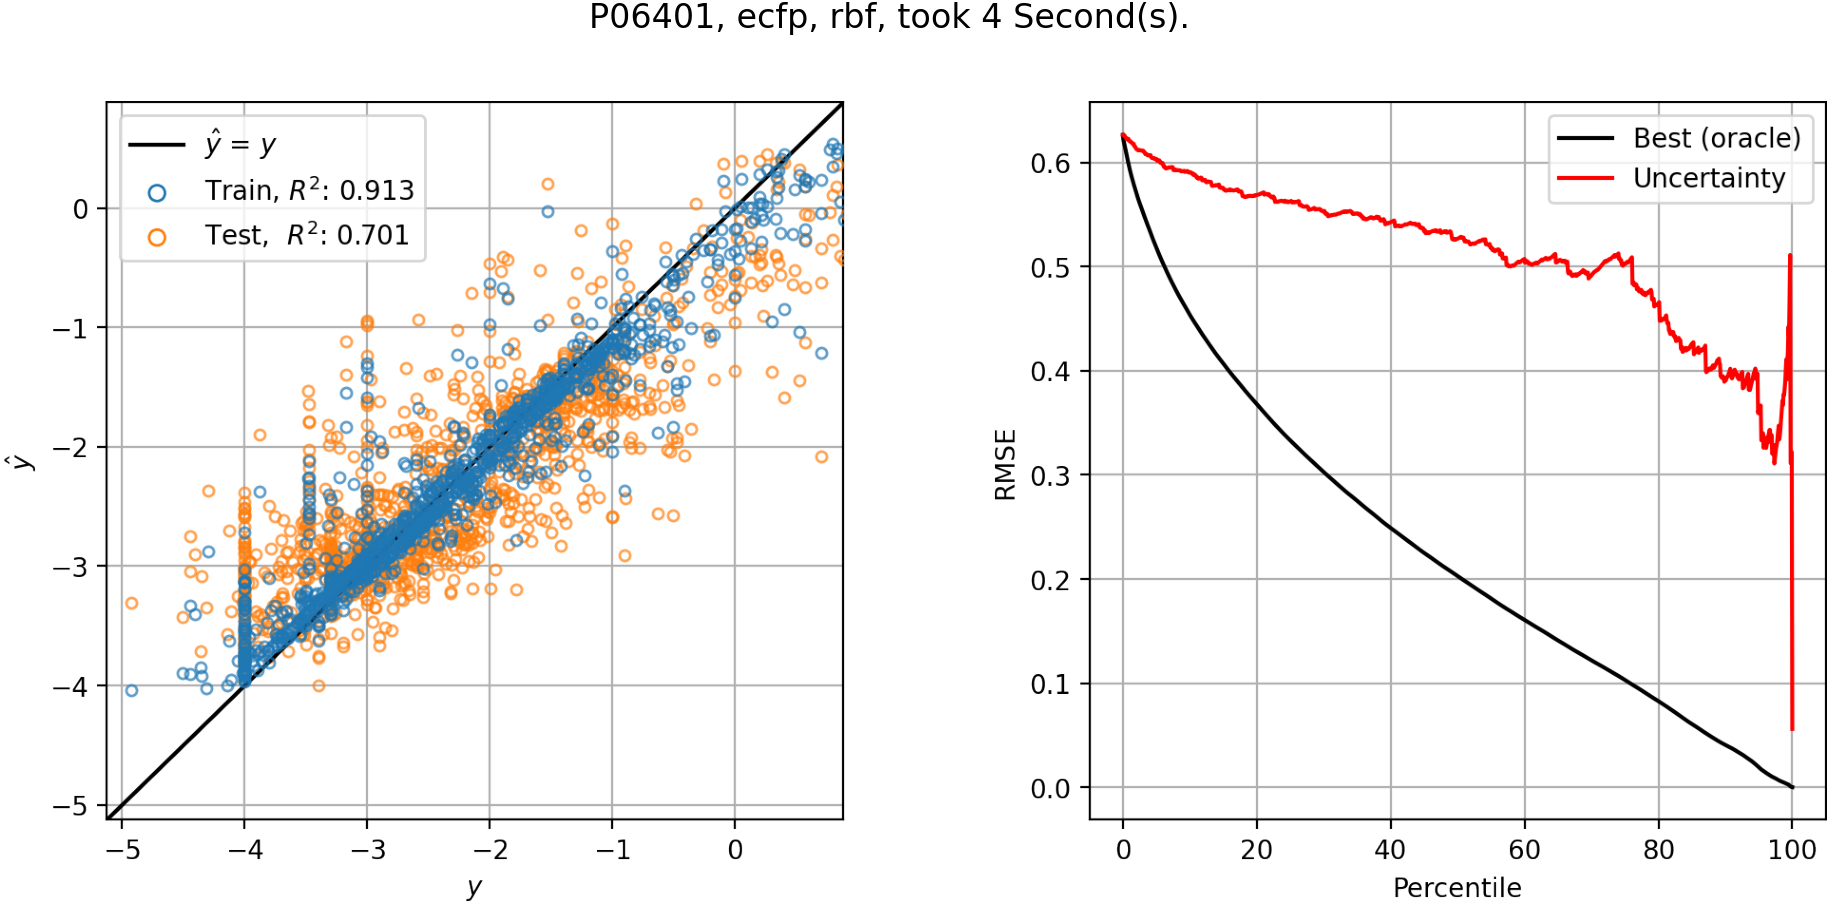 P06401, ecfp, rbf, took 4 Second(s).
ŷ = y
Train, R²: 0.913
Test, R²: 0.701
0
−1
−2
−3
−4
−5
ŷ
−5 −4 −3 −2 −1 0
y
Best (oracle)
Uncertainty
0.6
0.5
0.4
0.3
0.2
0.1
0.0
RMSE
0 20 40 60 80 100
Percentile